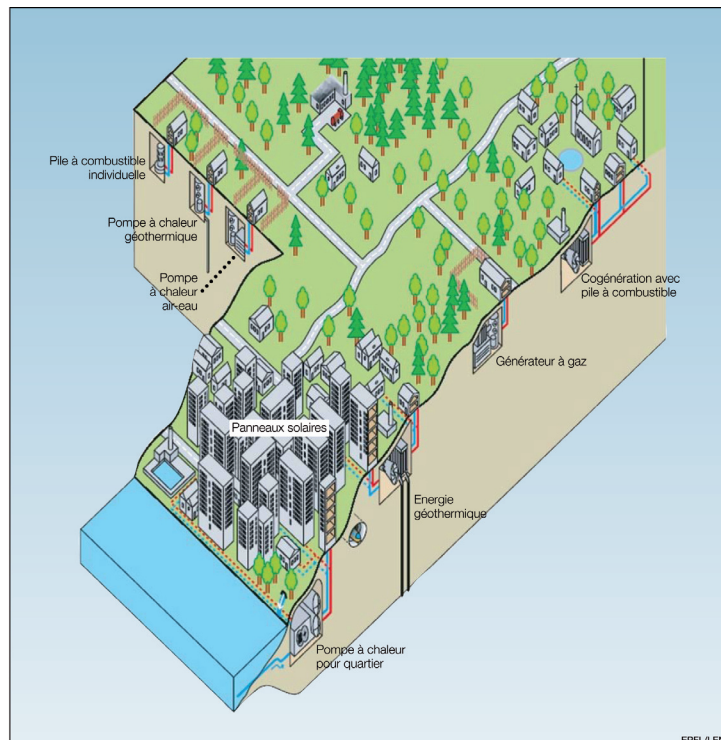 Pile à combustible
individuelle
Pompe à chaleur
géothermique
Pompe
à chaleur
air-eau
Cogénération avec
pile à combustible
Générateur à gaz
Panneaux solaires
Energie
géothermique
Pompe à chaleur
pour quartier